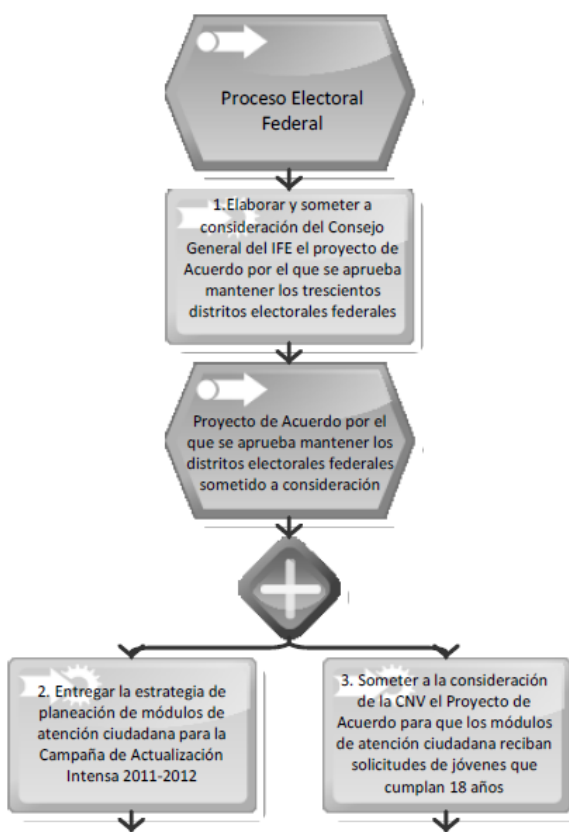 Proceso Electoral
Federal
1.Elaborar y someter a
consideración del Consejo
General del IFE el proyecto de
Acuerdo por el que se aprueba
mantener los trescientos
distritos electorales federales
Proyecto de Acuerdo por el
que se aprueba mantener los
distritos electorales federales
sometido a consideración
2. Entregar la estrategia de
planeación de módulos de
atención ciudadana para la
Campaña de Actualización
Intensa 2011-2012
3. Someter a la consideración
de la CNV el Proyecto de
Acuerdo para que los módulos
de atención ciudadana reciban
solicitudes de jóvenes que
cumplan 18 años